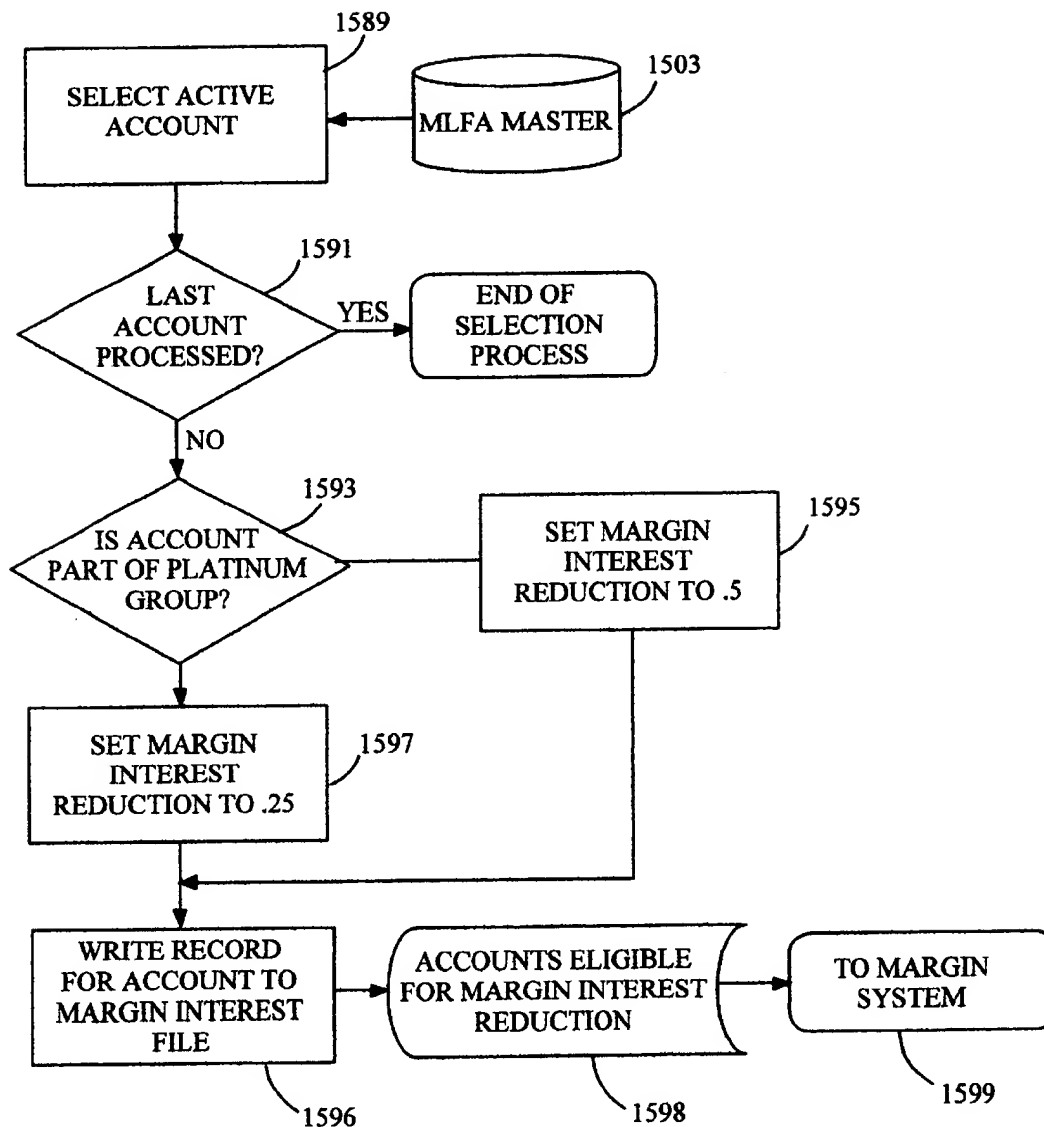 1589
SELECT ACTIVE
ACCOUNT
1503
MLFA MASTER
1591
LAST
ACCOUNT
PROCESSED?
YES
END OF
SELECTION
PROCESS
NO
1593
IS ACCOUNT
PART OF PLATINUM
GROUP?
1595
SET MARGIN
INTEREST
REDUCTION TO .5
1597
SET MARGIN
INTEREST
REDUCTION TO .25
WRITE RECORD
FOR ACCOUNT TO
MARGIN INTEREST
FILE
1596
ACCOUNTS ELIGIBLE
FOR MARGIN INTEREST
REDUCTION
1598
TO MARGIN
SYSTEM
1599